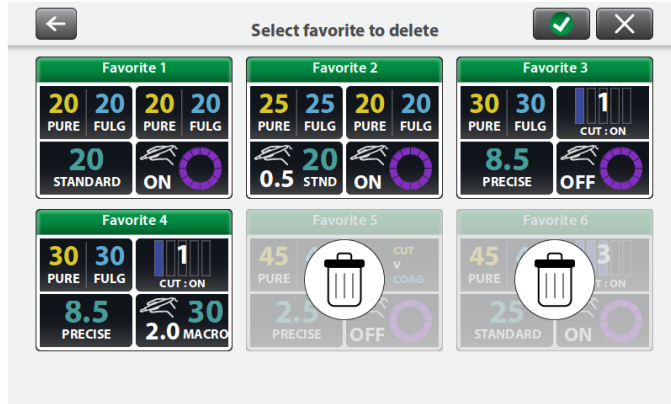 Select favorite to delete
Favorite 1 Favorite 2 Favorite 3
20 20 20 20 25 25 20 20 30 30 1
PURE FULG PURE FULG PURE FULG PURE FULG PURE FULG CUT : ON
20 0.5 20 8.5
STANDARD ON STND ON PRECISE OFF
Favorite 4 Favorite 5 Favorite 6
30 30 1 45 CUT 45 3
PURE FULG CUT : ON PURE V PURE
COAG
8.5 2.0 30 2.5 25
PRECISE MACRO PRECISE OFF STANDARD ON